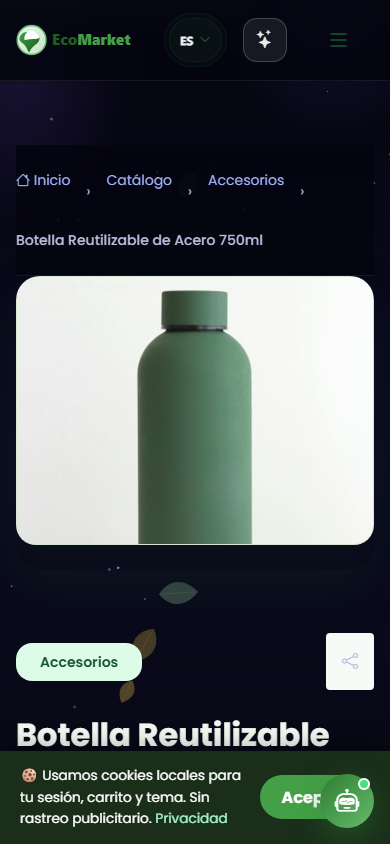 EcoMarket
ES
Inicio › Catálogo › Accesorios ›
Botella Reutilizable de Acero 750ml
Accesorios
Botella Reutilizable
Usamos cookies locales para
tu sesión, carrito y tema. Sin
rastreo publicitario. Privacidad